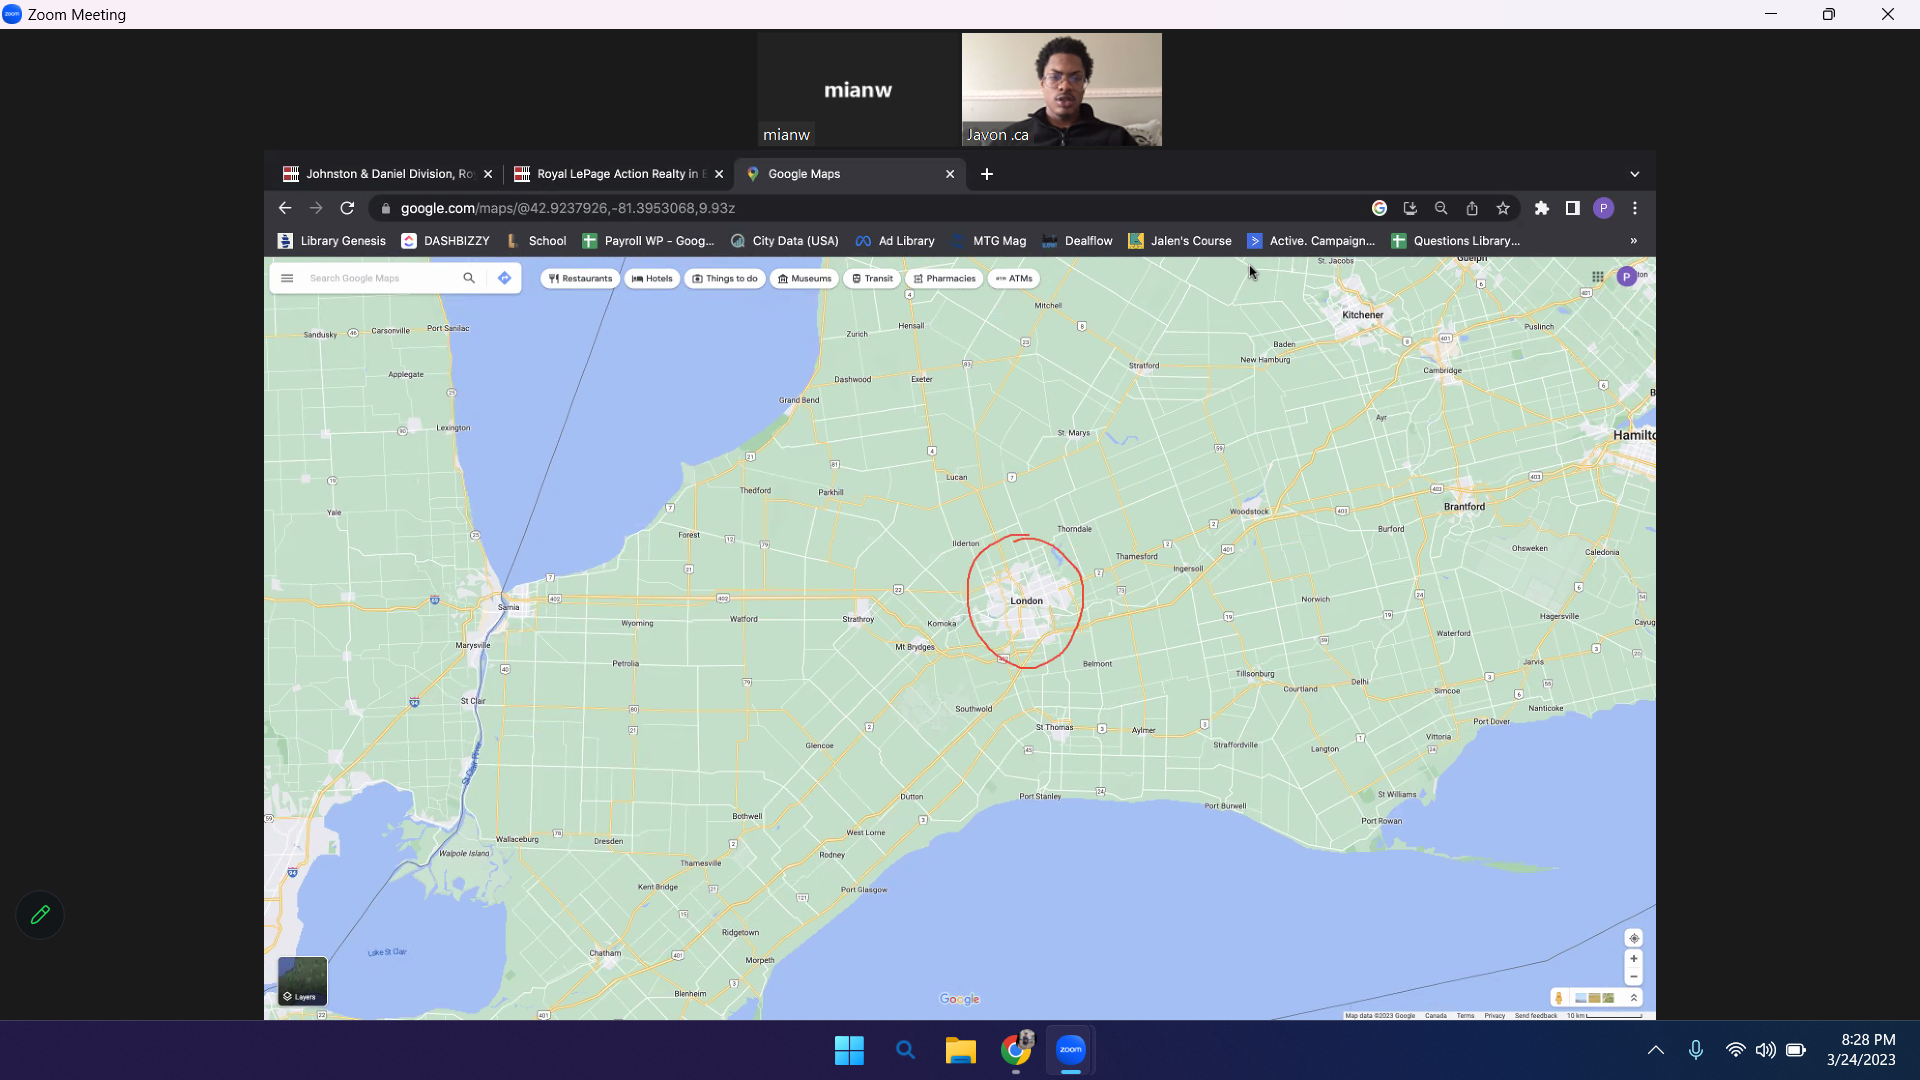 Zoom Meeting
mianw
mianw
Javon .ca
Johnston & Daniel Division, Ro
Royal LePage Action Realty in B
Google Maps
google.com/maps/@42.9237926,-81.3953068,9.93z
P
Library Genesis
DASHBIZZY
School
Payroll WP - Goog...
City Data (USA)
Ad Library
MTG Mag
Dealflow
Jalen's Course
Active. Campaign...
Questions Library...
»
Search Google Maps
Restaurants
Hotels
Things to do
Museums
Transit
Pharmacies
ATMs
P
St. Jacobs
Guelph
Mitchell
Kitchener
Puslinch
Sandusky
Carsonville
Port Sanilac
Zurich
Hensall
Baden
New Hamburg
Stratford
Cambridge
Applegate
Dashwood
Exeter
Grand Bend
Ayr
Lexington
St. Marys
Hamilto
Lucan
Thedford
Parkhill
Woodstock
Brantford
Yale
Thorndale
Burford
Forest
Ilderton
Thamesford
Ohsweken
Caledonia
Ingersoll
London
Norwich
Sarnia
Wyoming
Watford
Strathroy
Komoka
Hagersville
Cayug
Waterford
Marysville
Mt Brydges
Petrolia
Belmont
Jarvis
Tillsonburg
Courtland
Delhi
Simcoe
St Clair
Southwold
Nanticoke
Port Dover
St Thomas
Aylmer
Vittoria
Glencoe
Straffordville
Langton
St Clair River
Dutton
Port Stanley
St Williams
Port Burwell
Bothwell
Port Rowan
Wallaceburg
Dresden
West Lorne
Walpole Island
Rodney
Thamesville
Kent Bridge
Port Glasgow
Ridgetown
Lake St Clair
Chatham
Morpeth
Blenheim
Layers
Google
Map data ©2023 Google
Canada
Terms
Privacy
Send feedback
10 km
zoom
8:28 PM
3/24/2023